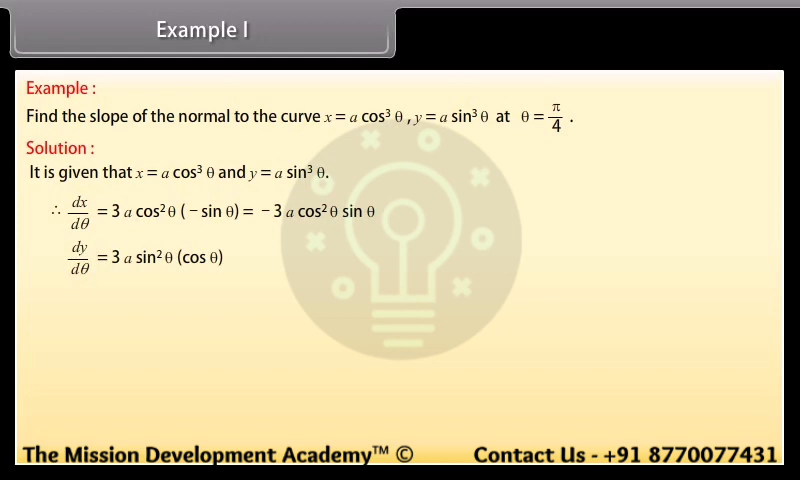 Example I
Example :
Find the slope of the normal to the curve x = a cos³ θ , y = a sin³ θ at θ = π/4 .
Solution :
It is given that x = a cos³ θ and y = a sin³ θ.
∴ dx/dθ = 3 a cos² θ ( − sin θ) = − 3 a cos² θ sin θ
dy/dθ = 3 a sin² θ (cos θ)
The Mission Development Academy™ © Contact Us - +91 8770077431